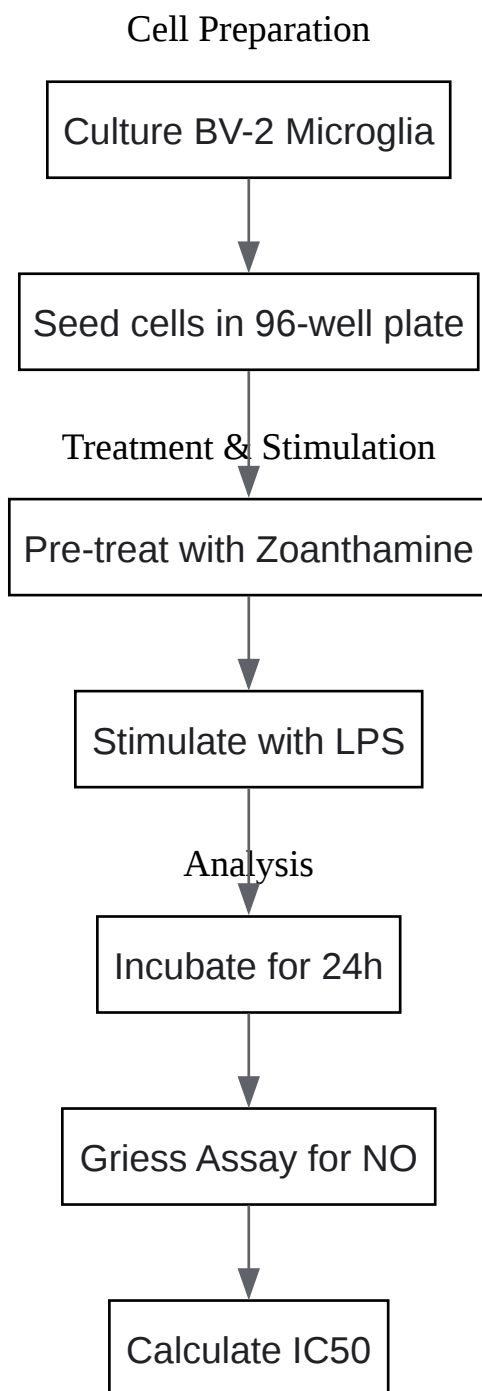 Cell Preparation
Culture BV-2 Microglia
Seed cells in 96-well plate
Treatment & Stimulation
Pre-treat with Zoanthamine
Stimulate with LPS
Analysis
Incubate for 24h
Griess Assay for NO
Calculate IC50